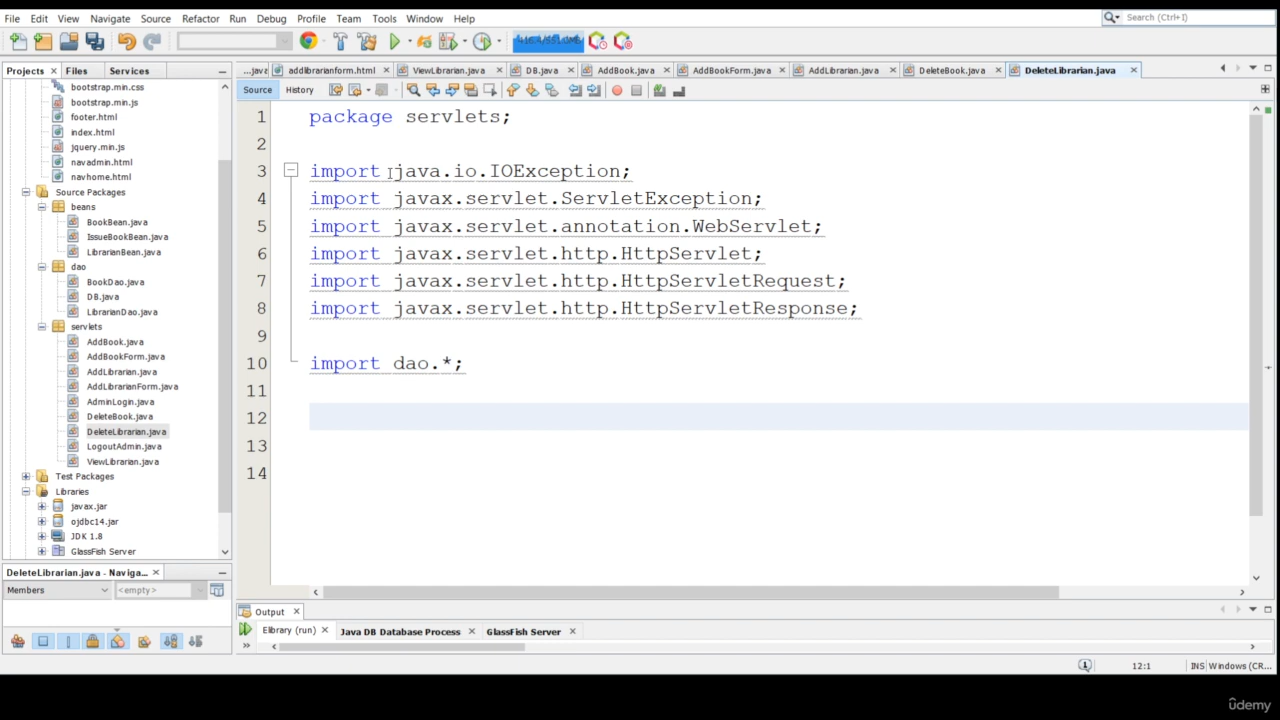 File Edit View Navigate Source Refactor Run Debug Profile Team Tools Window Help
Search (Ctrl+I)
Projects Files Services
...java addlibrarianform.html ViewLibrarian.java DB.java AddBook.java AddBookForm.java AddLibrarian.java DeleteBook.java DeleteLibrarian.java
Source History
bootstrap.min.css
bootstrap.min.js
footer.html
index.html
jquery.min.js
navadmin.html
navhome.html
Source Packages
beans
BookBean.java
IssueBookBean.java
LibrarianBean.java
dao
BookDao.java
DB.java
LibrarianDao.java
servlets
AddBook.java
AddBookForm.java
AddLibrarian.java
AddLibrarianForm.java
AdminLogin.java
DeleteBook.java
DeleteLibrarian.java
LogoutAdmin.java
ViewLibrarian.java
Test Packages
Libraries
javax.jar
ojdbc14.jar
JDK 1.8
GlassFish Server
1 package servlets;
2
3 import java.io.IOException;
4 import javax.servlet.ServletException;
5 import javax.servlet.annotation.WebServlet;
6 import javax.servlet.http.HttpServlet;
7 import javax.servlet.http.HttpServletRequest;
8 import javax.servlet.http.HttpServletResponse;
9
10 import dao.*;
11
12
13
14
DeleteLibrarian.java - Naviga...
Members <empty>
Output
Elibrary (run) Java DB Database Process GlassFish Server
12:1 INS Windows (CR...
ûdemy